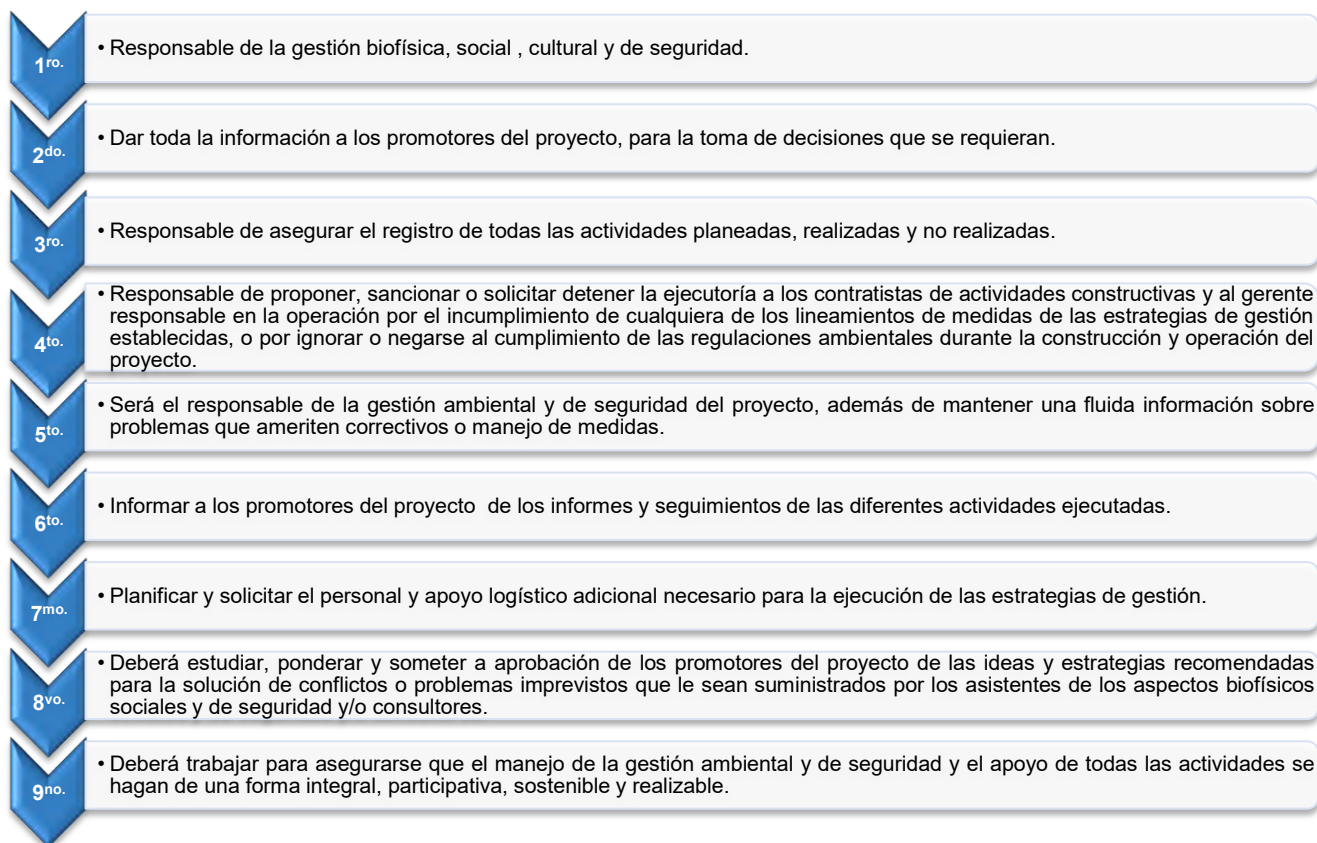 1ro.
• Responsable de la gestión biofísica, social , cultural y de seguridad.
2do.
• Dar toda la información a los promotores del proyecto, para la toma de decisiones que se requieran.
3ro.
• Responsable de asegurar el registro de todas las actividades planeadas, realizadas y no realizadas.
4to.
• Responsable de proponer, sancionar o solicitar detener la ejecutoría a los contratistas de actividades constructivas y al gerente
responsable en la operación por el incumplimiento de cualquiera de los lineamientos de medidas de las estrategias de gestión
establecidas, o por ignorar o negarse al cumplimiento de las regulaciones ambientales durante la construcción y operación del
proyecto.
5to.
• Será el responsable de la gestión ambiental y de seguridad del proyecto, además de mantener una fluida información sobre
problemas que ameriten correctivos o manejo de medidas.
6to.
• Informar a los promotores del proyecto  de los informes y seguimientos de las diferentes actividades ejecutadas.
7mo.
• Planificar y solicitar el personal y apoyo logístico adicional necesario para la ejecución de las estrategias de gestión.
8vo.
• Deberá estudiar, ponderar y someter a aprobación de los promotores del proyecto de las ideas y estrategias recomendadas
para la solución de conflictos o problemas imprevistos que le sean suministrados por los asistentes de los aspectos biofísicos
sociales y de seguridad y/o consultores.
9no.
• Deberá trabajar para asegurarse que el manejo de la gestión ambiental y de seguridad y el apoyo de todas las actividades se
hagan de una forma integral, participativa, sostenible y realizable.